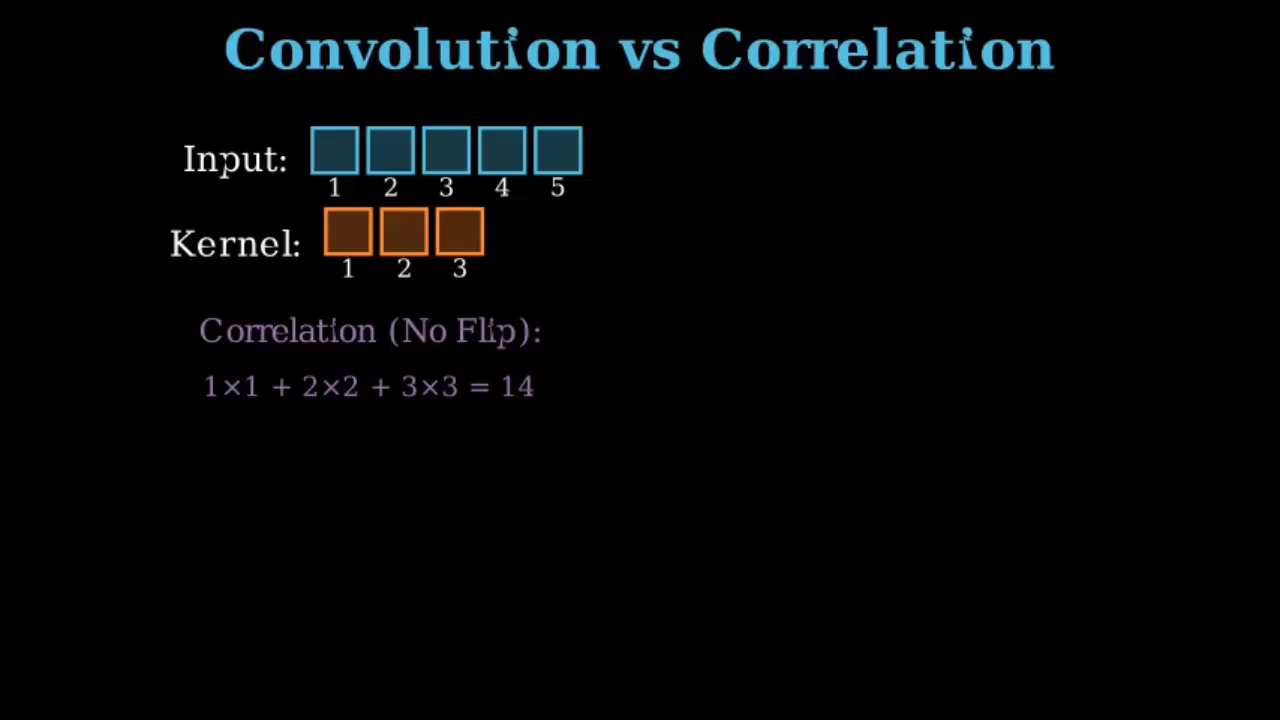 Convolution vs Correlation
Input:
1 2 3 4 5
Kernel:
1 2 3
Correlation (No Flip):
1×1 + 2×2 + 3×3 = 14